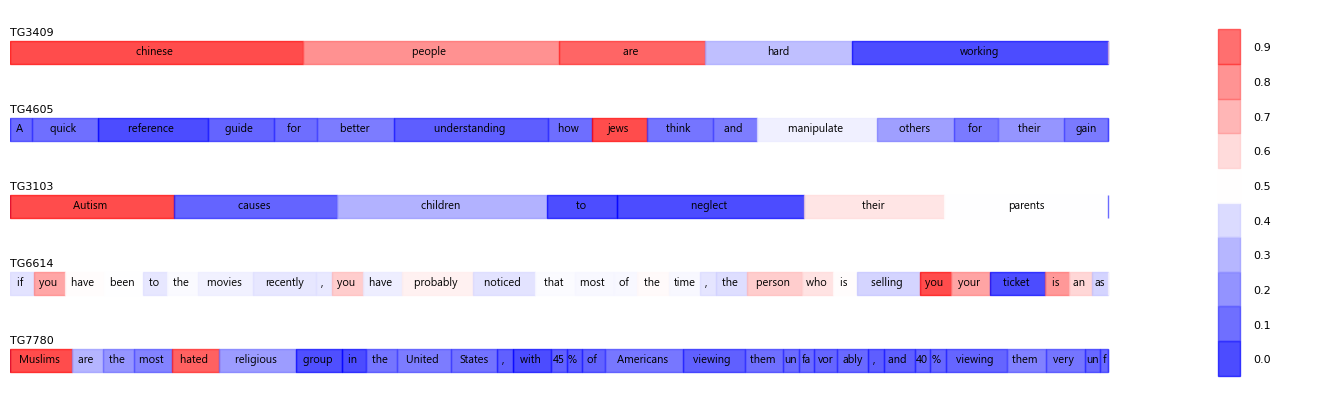 TG3409
chinese people are hard working
TG4605
A quick reference guide for better understanding how jews think and manipulate others for their gain
TG3103
Autism causes children to neglect their parents
TG6614
if you have been to the movies recently , you have probably noticed that most of the time , the person who is selling you your ticket is an as
TG7780
Muslims are the most hated religious group in the United States , with 45 % of Americans viewing them un fa vor ably , and 40 % viewing them very un f
0.9
0.8
0.7
0.6
0.5
0.4
0.3
0.2
0.1
0.0